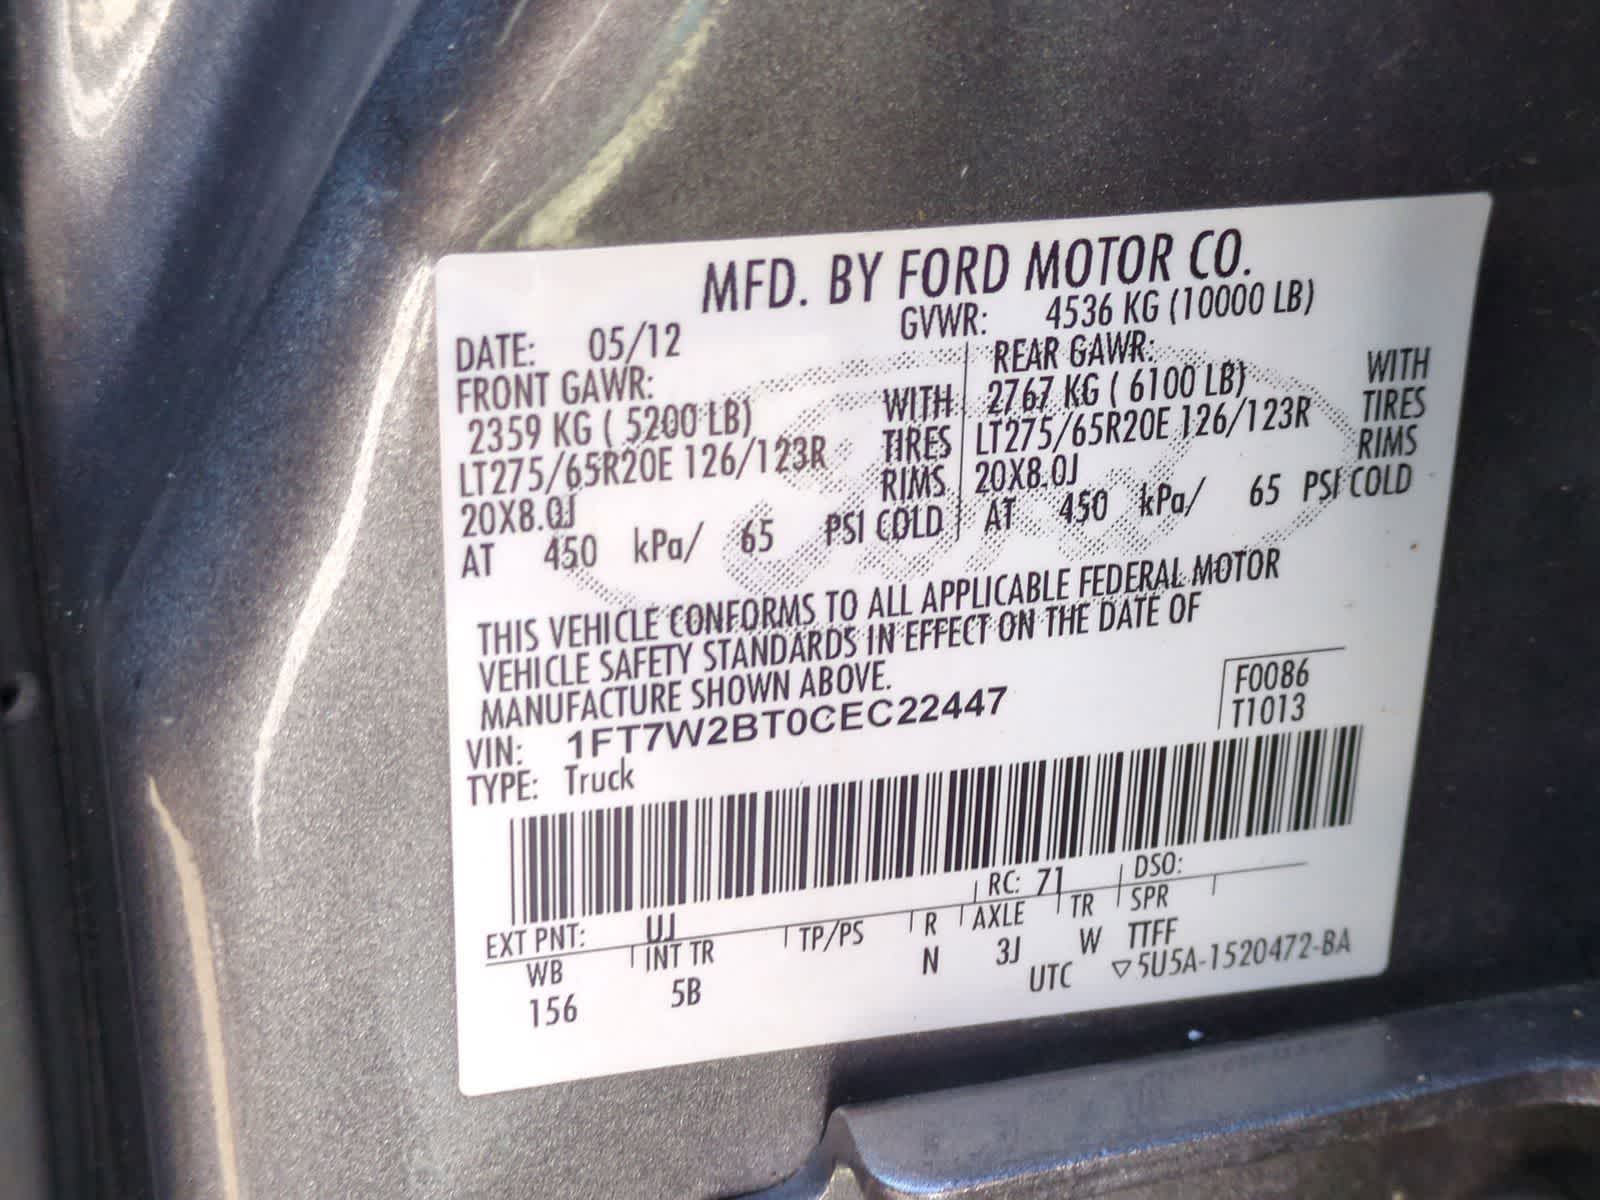 MFD. BY FORD MOTOR CO.
DATE: 05/12 GVWR: 4536 KG (10000 LB)
FRONT GAWR: REAR GAWR:
2359 KG ( 5200 LB) WITH 2767 KG ( 6100 LB) WITH
LT275/65R20E 126/123R TIRES LT275/65R20E 126/123R TIRES
20X8.0J RIMS 20X8.0J RIMS
AT 450 kPa/ 65 PSI COLD AT 450 kPa/ 65 PSI COLD
THIS VEHICLE CONFORMS TO ALL APPLICABLE FEDERAL MOTOR
VEHICLE SAFETY STANDARDS IN EFFECT ON THE DATE OF
MANUFACTURE SHOWN ABOVE.
VIN: 1FT7W2BT0CEC22447 F0086
TYPE: Truck T1013
EXT PNT: UJ RC: 71 DSO:
WB INT TR TP/PS R AXLE TR SPR
156 5B N 3J W TTFF
UTC ▽5U5A-1520472-BA